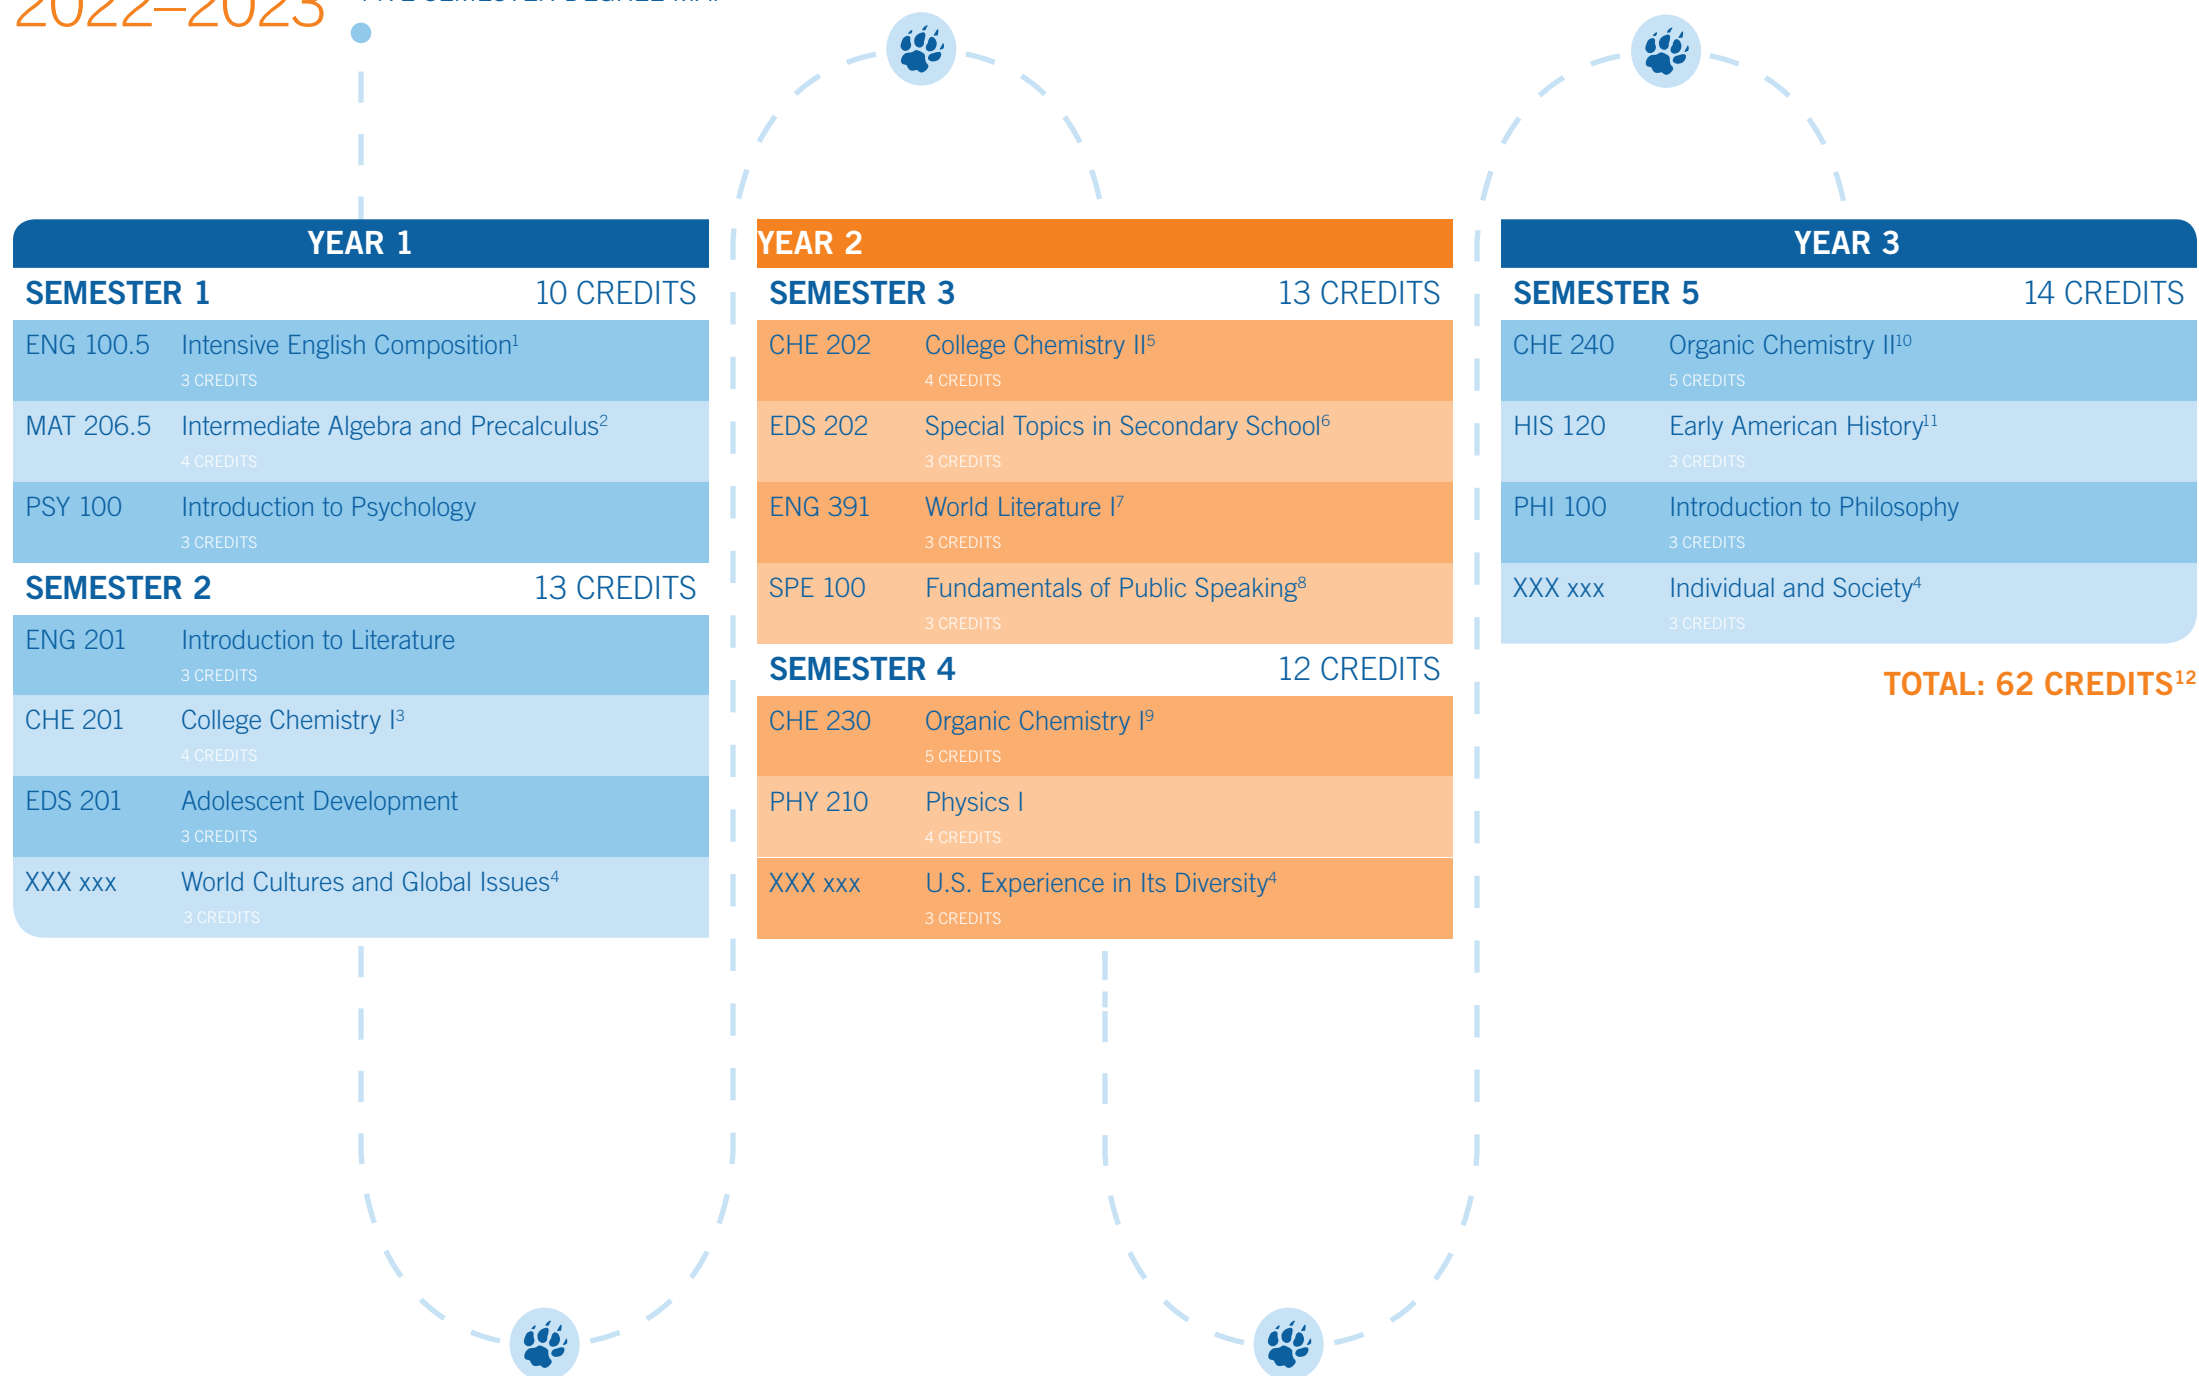 2022–2023
FIVE-SEMESTER DEGREE MAP
YEAR 1
SEMESTER 1 10 CREDITS
ENG 100.5 Intensive English Composition¹
3 CREDITS
MAT 206.5 Intermediate Algebra and Precalculus²
4 CREDITS
PSY 100 Introduction to Psychology
3 CREDITS
SEMESTER 2 13 CREDITS
ENG 201 Introduction to Literature
3 CREDITS
CHE 201 College Chemistry I³
4 CREDITS
EDS 201 Adolescent Development
3 CREDITS
XXX xxx World Cultures and Global Issues⁴
3 CREDITS
YEAR 2
SEMESTER 3 13 CREDITS
CHE 202 College Chemistry II⁵
4 CREDITS
EDS 202 Special Topics in Secondary School⁶
3 CREDITS
ENG 391 World Literature I⁷
3 CREDITS
SPE 100 Fundamentals of Public Speaking⁸
3 CREDITS
SEMESTER 4 12 CREDITS
CHE 230 Organic Chemistry I⁹
5 CREDITS
PHY 210 Physics I
4 CREDITS
XXX xxx U.S. Experience in Its Diversity⁴
3 CREDITS
YEAR 3
SEMESTER 5 14 CREDITS
CHE 240 Organic Chemistry II¹⁰
5 CREDITS
HIS 120 Early American History¹¹
3 CREDITS
PHI 100 Introduction to Philosophy
3 CREDITS
XXX xxx Individual and Society⁴
3 CREDITS
TOTAL: 62 CREDITS¹²